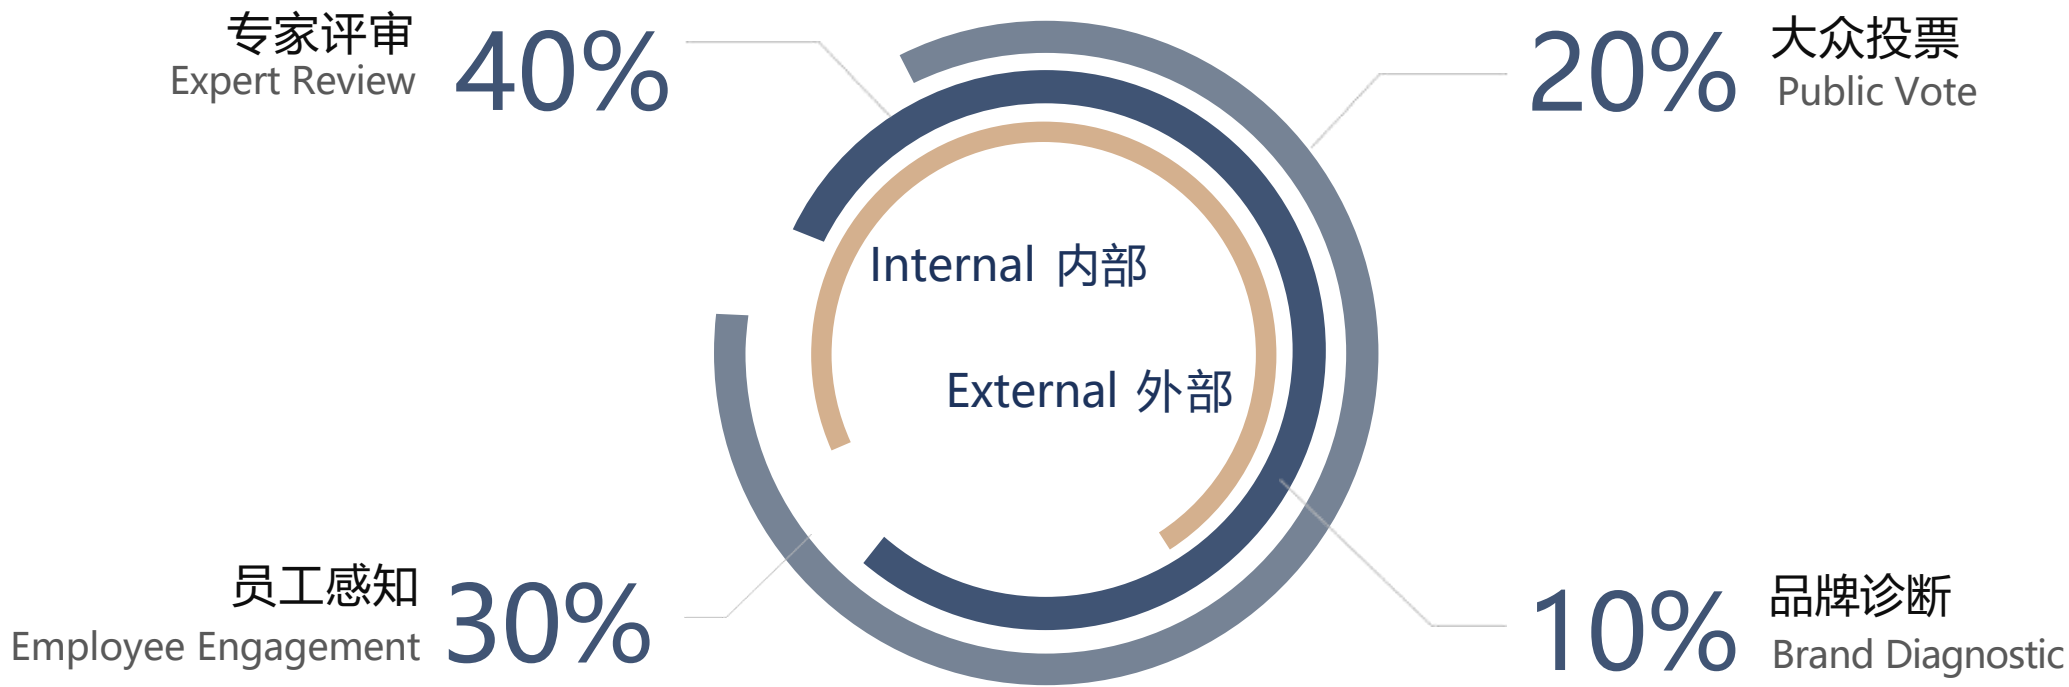 专家评审
Expert Review
40%
20%
大众投票
Public Vote
Internal 内部
External 外部
员工感知
Employee Engagement
30%
10%
品牌诊断
Brand Diagnostic